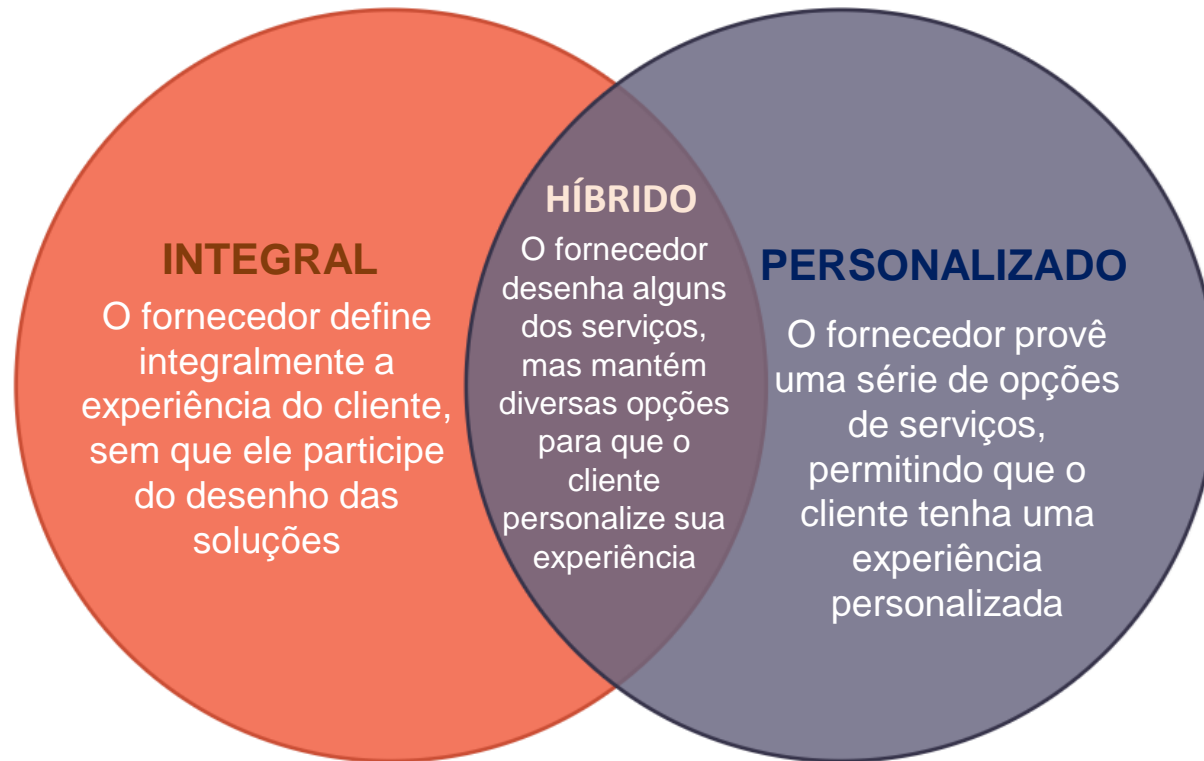 INTEGRAL
O fornecedor define
integralmente a
experiência do cliente,
sem que ele participe
do desenho das
soluções
HÍBRIDO
O fornecedor
desenha alguns
dos serviços,
mas mantém
diversas opções
para que o
cliente
personalize sua
experiência
PERSONALIZADO
O fornecedor provê
uma série de opções
de serviços,
permitindo que o
cliente tenha uma
experiência
personalizada